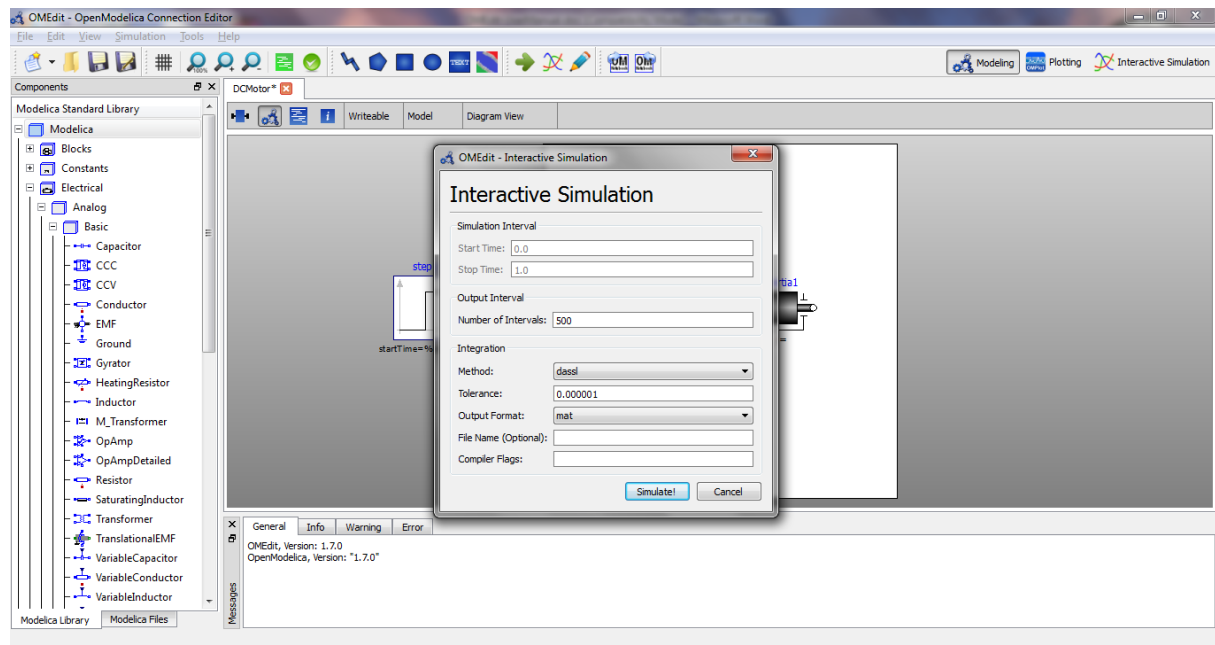 OMEdit - OpenModelica Connection Editor
File Edit View Simulation Tools Help
100% TEXT OM OM Modeling Plotting Interactive Simulation
Components DCMotor*
Modelica Standard Library
Writeable Model Diagram View
Modelica
Blocks
Constants
Electrical
Analog
Basic
Capacitor
CCC
CCV
Conductor
EMF
Ground
Gyrator
HeatingResistor
Inductor
M_Transformer
OpAmp
OpAmpDetailed
Resistor
SaturatingInductor
Transformer
TranslationalEMF
VariableCapacitor
VariableConductor
VariableInductor
Modelica Library Modelica Files
step
startTime=%
tia1
=
OMEdit - Interactive Simulation
Interactive Simulation
Simulation Interval
Start Time: 0.0
Stop Time: 1.0
Output Interval
Number of Intervals: 500
Integration
Method: dassl
Tolerance: 0.000001
Output Format: mat
File Name (Optional):
Compiler Flags:
Simulate! Cancel
General Info Warning Error
OMEdit, Version: 1.7.0
OpenModelica, Version: "1.7.0"
Messages